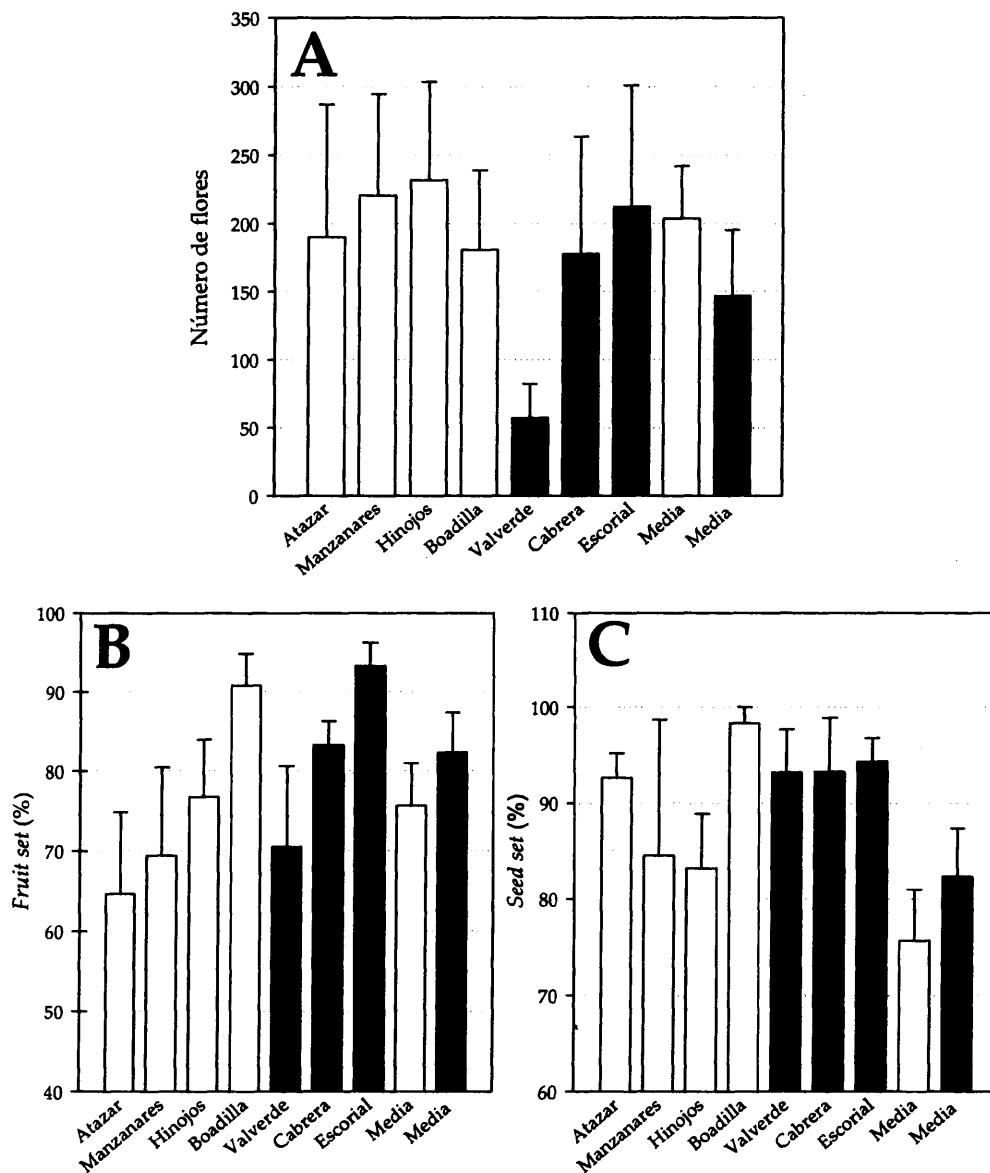 A
Número de flores
350
300
250
200
150
100
50
0
Atazar
Manzanares
Hinojos
Boadilla
Valverde
Cabrera
Escorial
Media
Media
B
Fruit set (%)
100
90
80
70
60
50
40
Atazar
Manzanares
Hinojos
Boadilla
Valverde
Cabrera
Escorial
Media
Media
C
Seed set (%)
110
100
90
80
70
60
Atazar
Manzanares
Hinojos
Boadilla
Valverde
Cabrera
Escorial
Media
Media